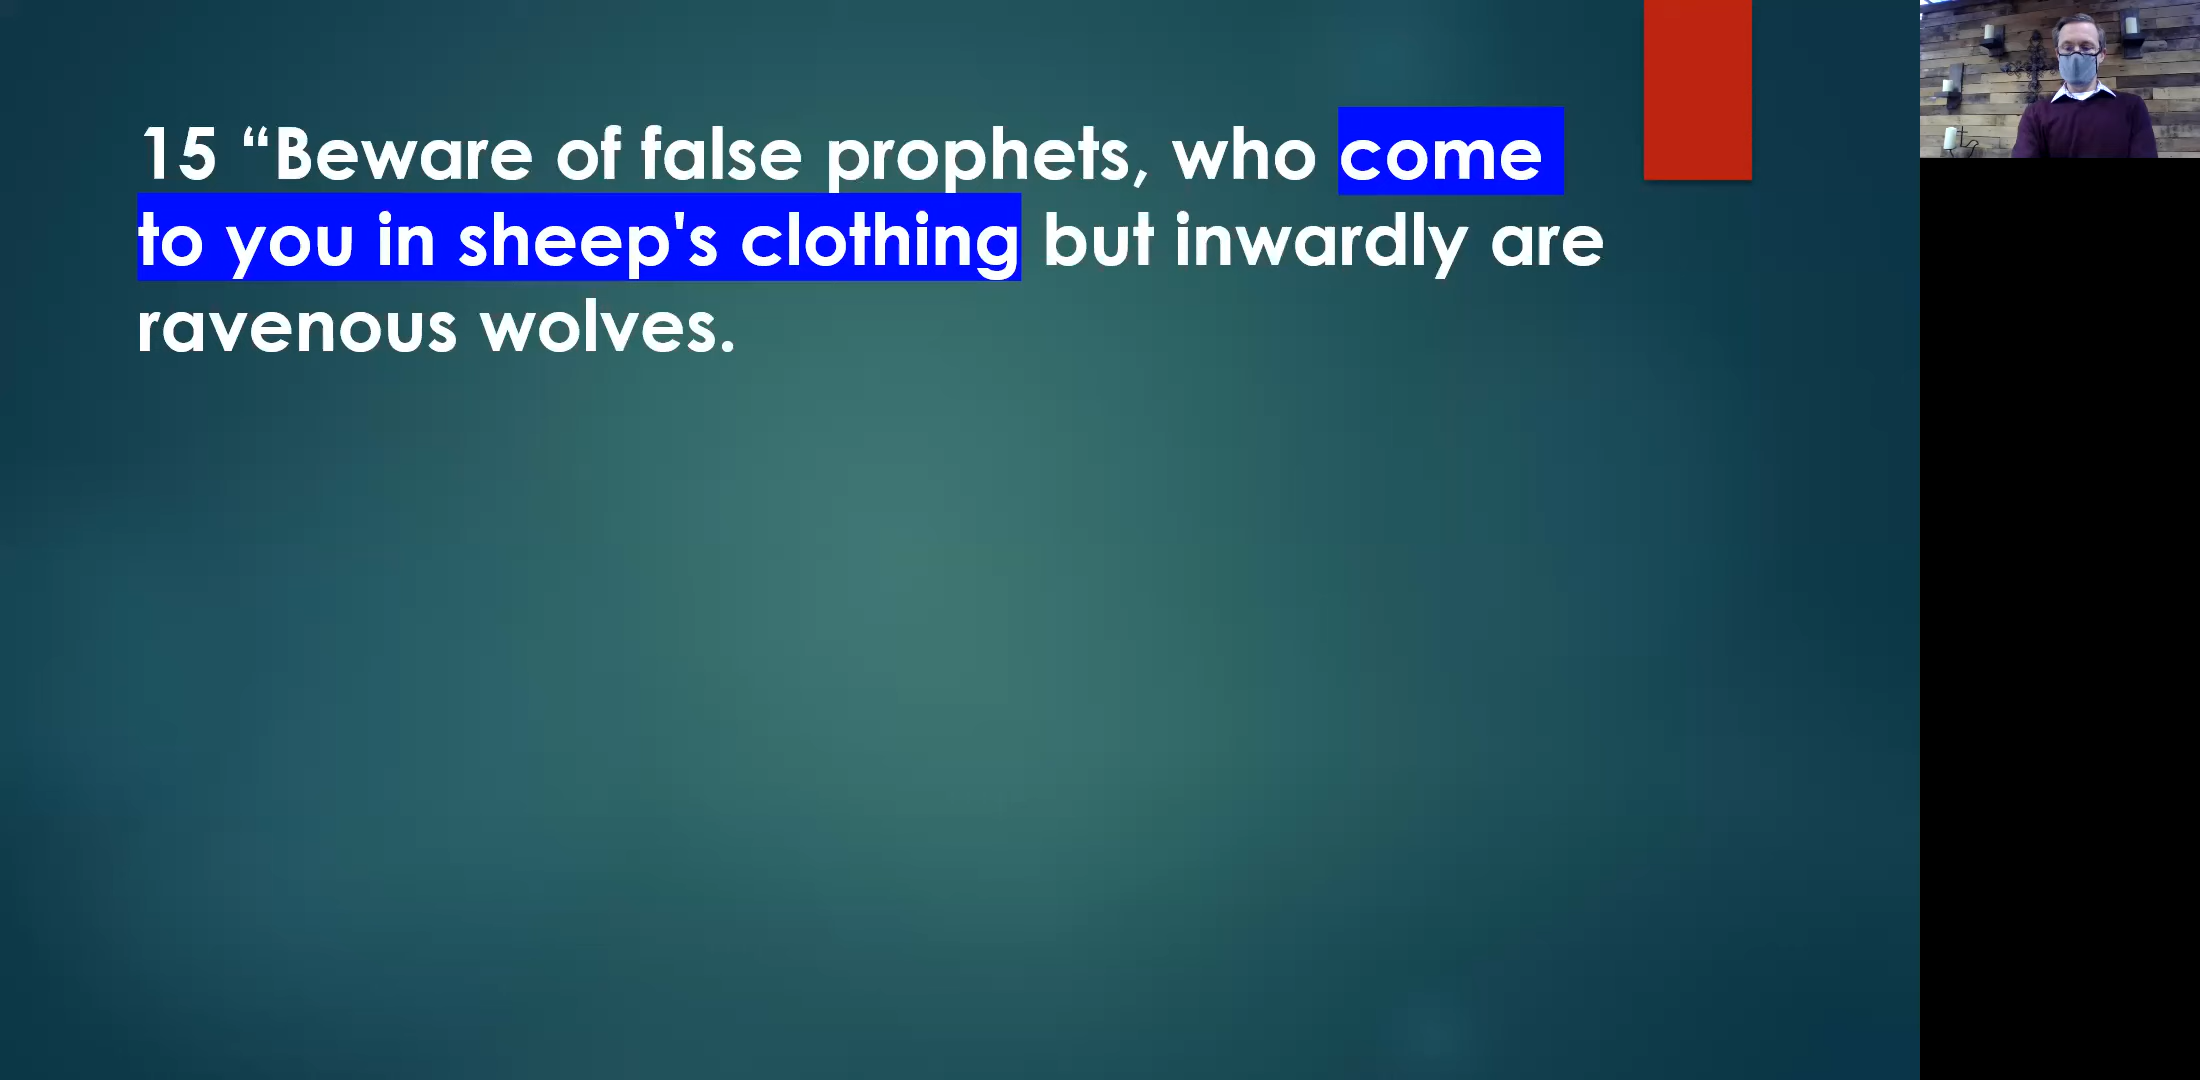 15 “Beware of false prophets, who come
to you in sheep's clothing but inwardly are
ravenous wolves.